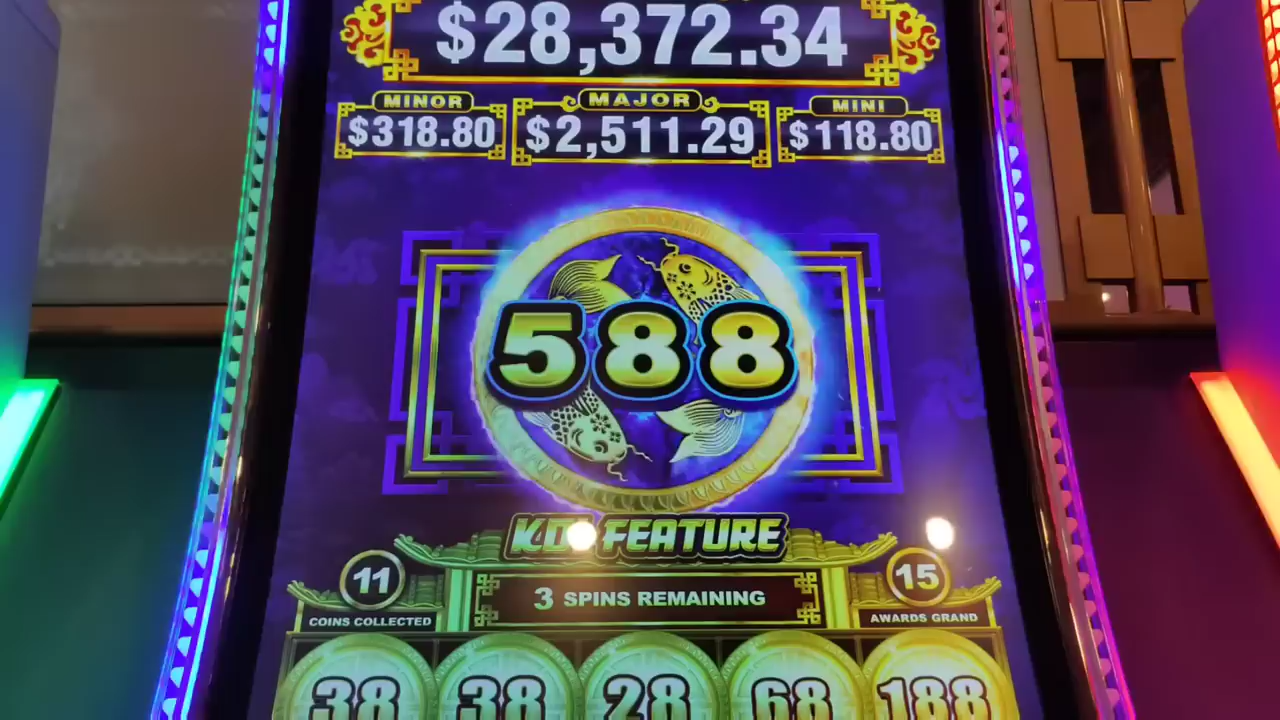 $28,372.34
MINOR MAJOR MINI
$318.80 $2,511.29 $118.80
588
FEATURE
11 15
3 SPINS REMAINING
COINS COLLECTED AWARDS GRAND
38 38 28 68 188